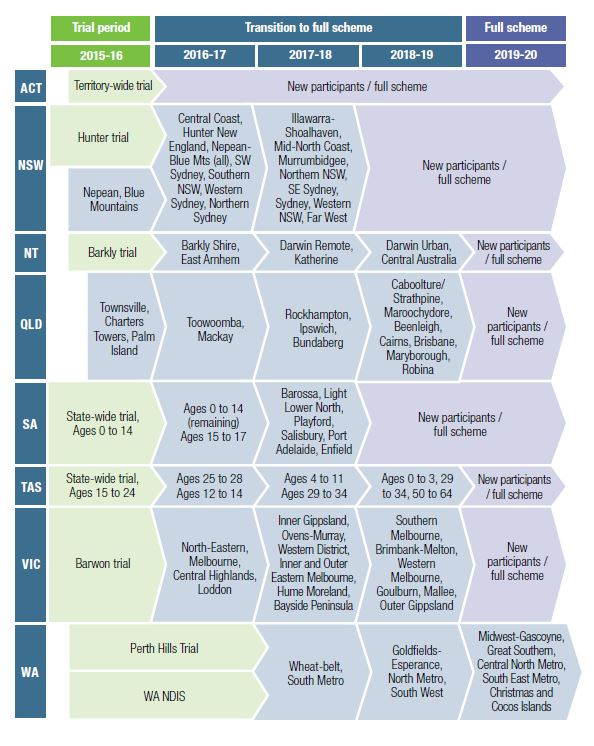 Trial period
Transition to full scheme
Full scheme
2015-16
2016-17
2017-18
2018-19
2019-20
ACT
Territory-wide trial
New participants / full scheme
NSW
Hunter trial
Nepean, Blue
Mountains
Central Coast,
Hunter New
England, Nepean-
Blue Mts (all), SW
Sydney, Southern
NSW, Western
Sydney, Northern
Sydney
Illawarra-
Shoalhaven,
Mid-North Coast,
Murrumbidgee,
Northern NSW,
SE Sydney,
Sydney, Western
NSW, Far West
New participants /
full scheme
NT
Barkly trial
Barkly Shire,
East Arnhem
Darwin Remote,
Katherine
Darwin Urban,
Central Australia
New participants
/ full scheme
QLD
Townsville,
Charters
Towers, Palm
Island
Toowoomba,
Mackay
Rockhampton,
Ipswich,
Bundaberg
Caboolture/
Strathpine,
Maroochydore,
Beenleigh,
Cairns, Brisbane,
Maryborough,
Robina
New
participants /
full scheme
SA
State-wide trial,
Ages 0 to 14
Ages 0 to 14
(remaining)
Ages 15 to 17
Barossa, Light
Lower North,
Playford,
Salisbury, Port
Adelaide, Enfield
New participants /
full scheme
TAS
State-wide trial,
Ages 15 to 24
Ages 25 to 28
Ages 12 to 14
Ages 4 to 11
Ages 29 to 34
Ages 0 to 3, 29
to 34, 50 to 64
New participants
/ full scheme
VIC
Barwon trial
North-Eastern,
Melbourne,
Central Highlands,
Loddon
Inner Gippsland,
Ovens-Murray,
Western District,
Inner and Outer
Eastern Melbourne,
Hume Moreland,
Bayside Peninsula
Southern
Melbourne,
Brimbank-Melton,
Western
Melbourne,
Goulburn, Mallee,
Outer Gippsland
New
participants /
full scheme
WA
Perth Hills Trial
WA NDIS
Wheat-belt,
South Metro
Goldfields-
Esperance,
North Metro,
South West
Midwest-Gascoyne,
Great Southern,
Central North Metro,
South East Metro,
Christmas and
Cocos Islands